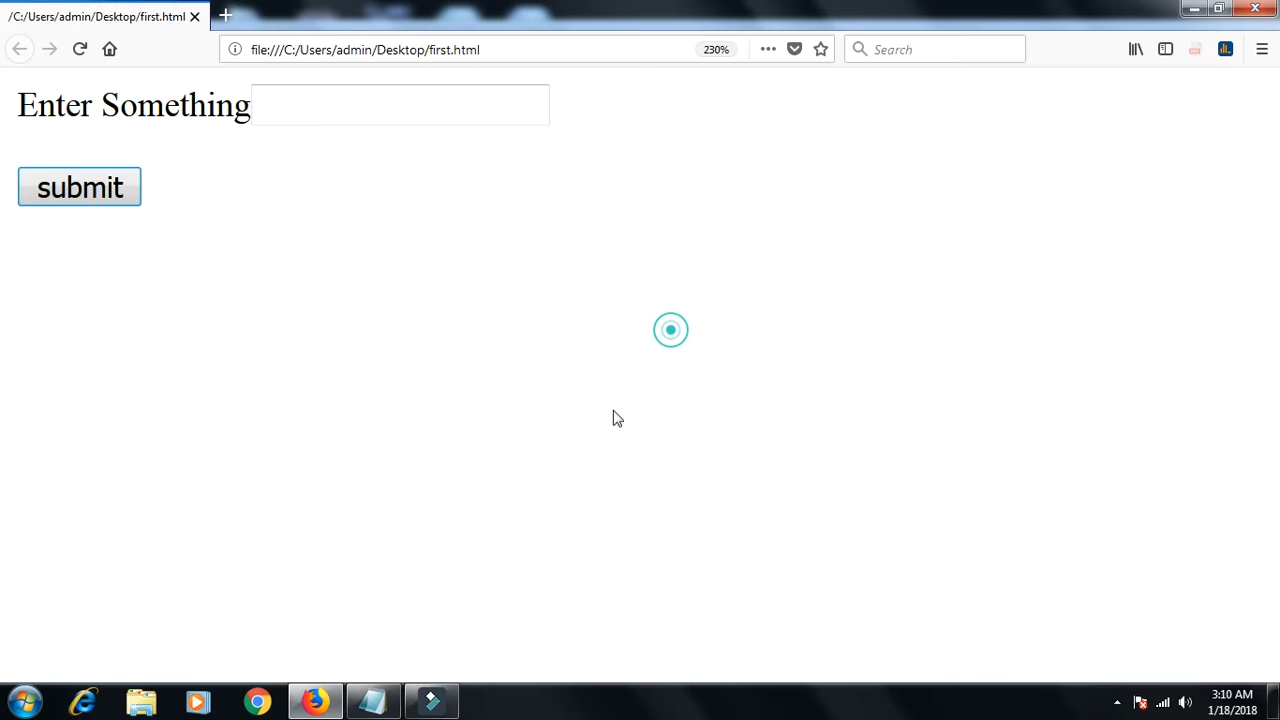 /C:/Users/admin/Desktop/first.html
file:///C:/Users/admin/Desktop/first.html
230%
Search
Enter Something
submit
3:10 AM
1/18/2018